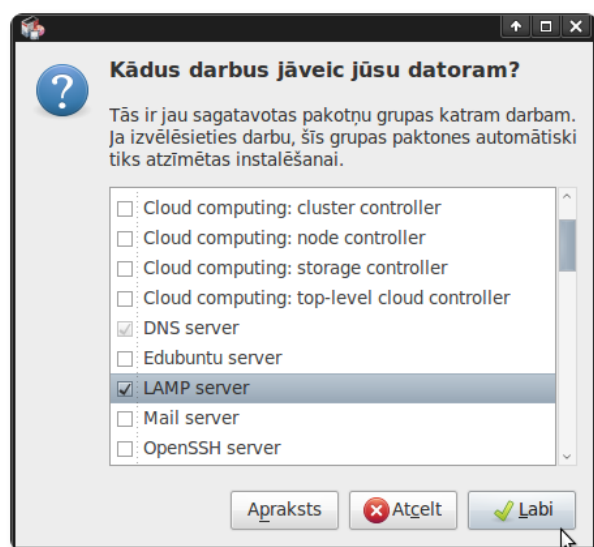 Kādus darbus jāveic jūsu datoram?
Tās ir jau sagatavotas pakotņu grupas katram darbam.
Ja izvēlēsieties darbu, šīs grupas paktones automātiski
tiks atzīmētas instalēšanai.
Cloud computing: cluster controller
Cloud computing: node controller
Cloud computing: storage controller
Cloud computing: top-level cloud controller
DNS server
Edubuntu server
LAMP server
Mail server
OpenSSH server
Apraksts
Atcelt
Labi